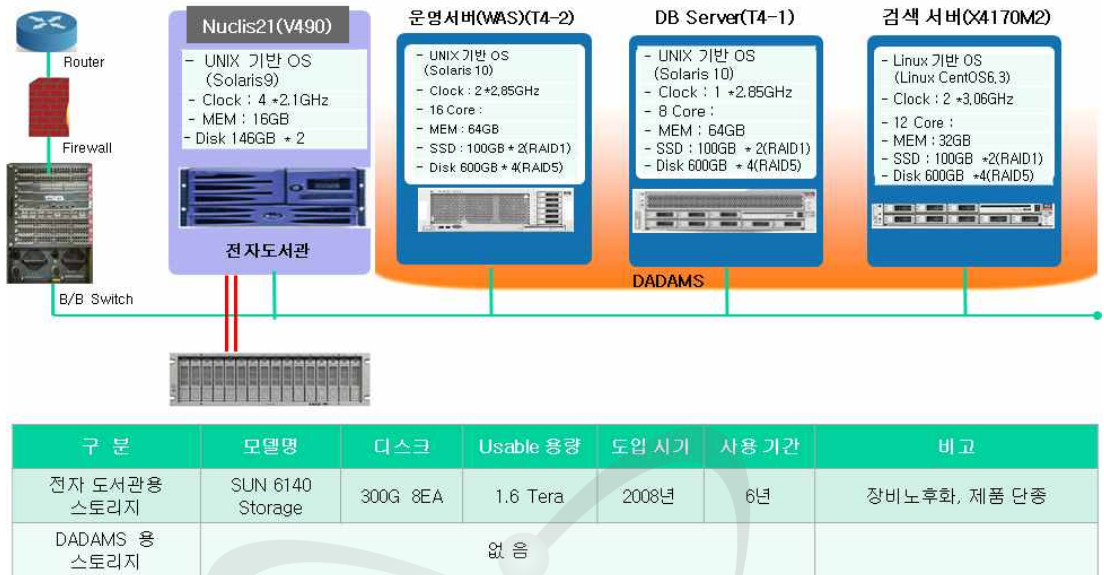 Router
Firewall
B/B Switch
Nuclis21(V490)
- UNIX 기반 OS
(Solaris9)
- Clock : 4 *2.1GHz
- MEM : 16GB
- Disk 146GB * 2
전자도서관
운영서버(WAS)(T4-2)
- UNIX 기반 OS
(Solaris 10)
- Clock : 2 *2,85GHz
- 16 Core :
- MEM : 64GB
- SSD : 100GB * 2(RAID1)
- Disk 600GB * 4(RAID5)
DB Server(T4-1)
- UNIX 기반 OS
(Solaris 10)
- Clock : 1 *2.85GHz
- 8 Core :
- MEM : 64GB
- SSD : 100GB * 2(RAID1)
- Disk 600GB * 4(RAID5)
검색 서버(X4170M2)
- Linux 기반 OS
(Linux CentOS6,3)
- Clock : 2 *3,06GHz
- 12 Core :
- MEM : 32GB
- SSD : 100GB *2(RAID1)
- Disk 600GB *4(RAID5)
DADAMS
구 분 모델명 디스크 Usable 용량 도입 시기 사용 기간 비고
전자 도서관용
스토리지
SUN 6140
Storage
300G 8EA 1.6 Tera 2008년 6년 장비노후화, 제품 단종
DADAMS 용
스토리지
없 음